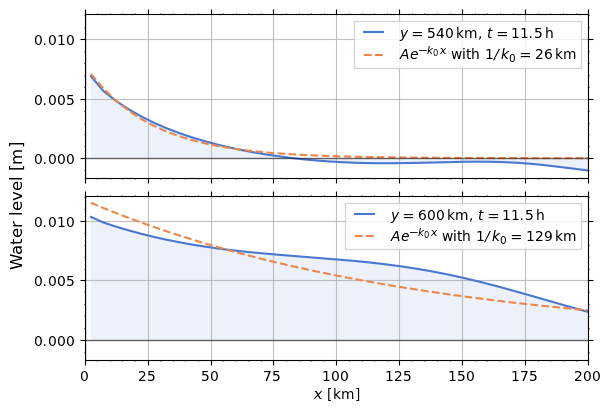 Water level [m]
0.010
0.005
0.000
y = 540 km, t = 11.5 h
Ae^{-k_0x} with 1/k_0 = 26 km
0.010
0.005
0.000
y = 600 km, t = 11.5 h
Ae^{-k_0x} with 1/k_0 = 129 km
0 25 50 75 100 125 150 175 200
x [km]